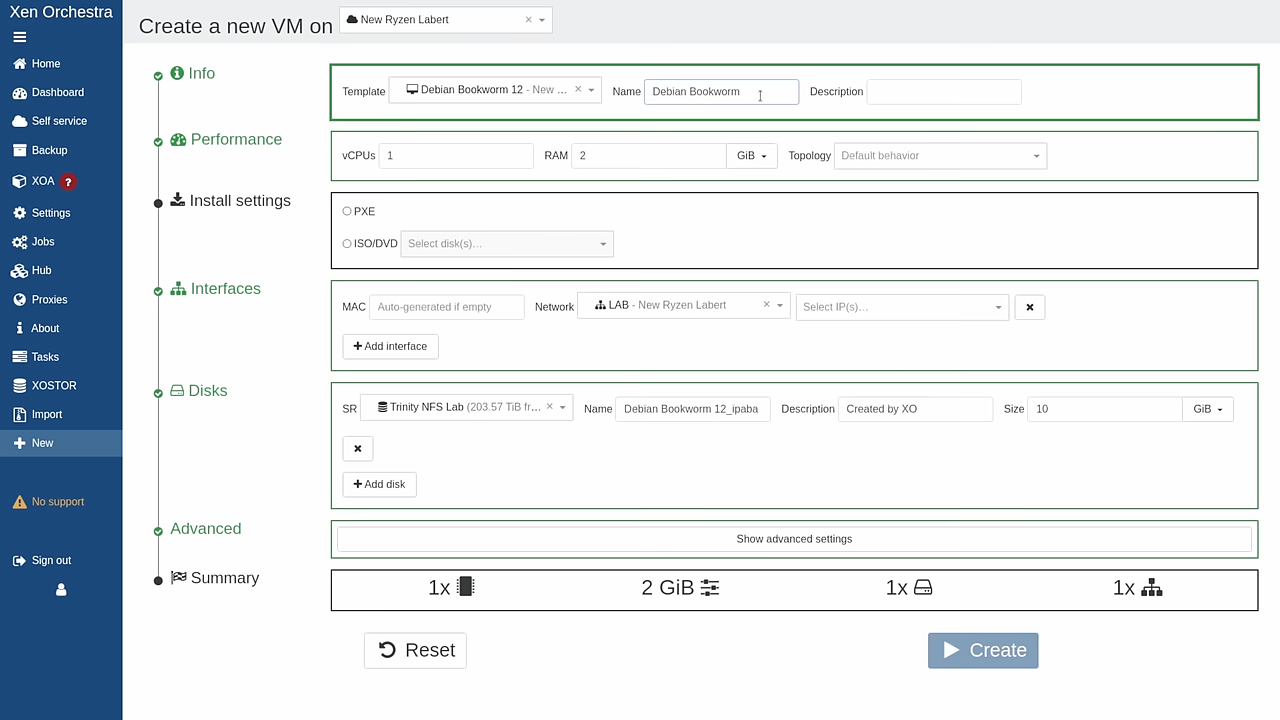 Xen Orchestra
Home
Dashboard
Self service
Backup
XOA ?
Settings
Jobs
Hub
Proxies
About
Tasks
XOSTOR
Import
New
No support
Sign out
Create a new VM on New Ryzen Labert ×
Info
Template Debian Bookworm 12 - New ... × Name Debian Bookworm Description
Performance
vCPUs 1 RAM 2 GiB Topology Default behavior
Install settings
PXE
ISO/DVD Select disk(s)…
Interfaces
MAC Auto-generated if empty Network LAB - New Ryzen Labert × Select IP(s)…
Add interface
Disks
SR Trinity NFS Lab (203.57 TiB fr... × Name Debian Bookworm 12_ipaba Description Created by XO Size 10 GiB
Add disk
Advanced
Show advanced settings
Summary
1x 2 GiB 1x 1x
Reset Create